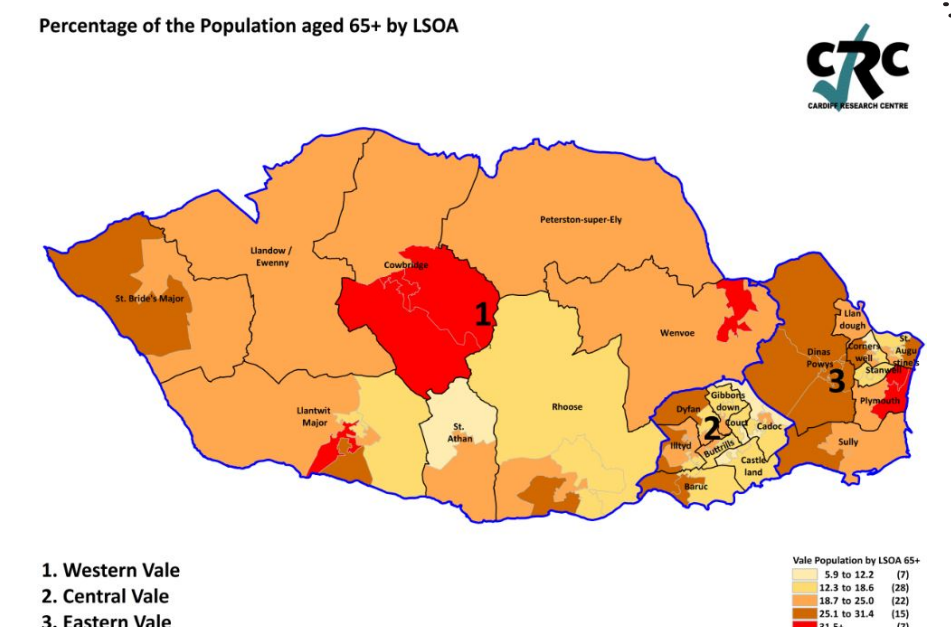 Percentage of the Population aged 65+ by LSOA
CRC
CARDIFF RESEARCH CENTRE
Peterston-super-Ely
Llandow /
Ewenny
Cowbridge
St. Bride's Major
1
Wenvoe
Llan
dough
Corners
well
St.
Augu
stine's
Stanwell
Dinas
Powys
3
Plymouth
Sully
Rhoose
Gibbons
down
Dyfan
2
Court
Cadoc
Illtyd
Buttrills
Castle
land
Baruc
Llantwit
Major
St.
Athan
1. Western Vale
2. Central Vale
3. Eastern Vale
Vale Population by LSOA 65+
5.9 to 12.2 (7)
12.3 to 18.6 (28)
18.7 to 25.0 (22)
25.1 to 31.4 (15)
31.5+